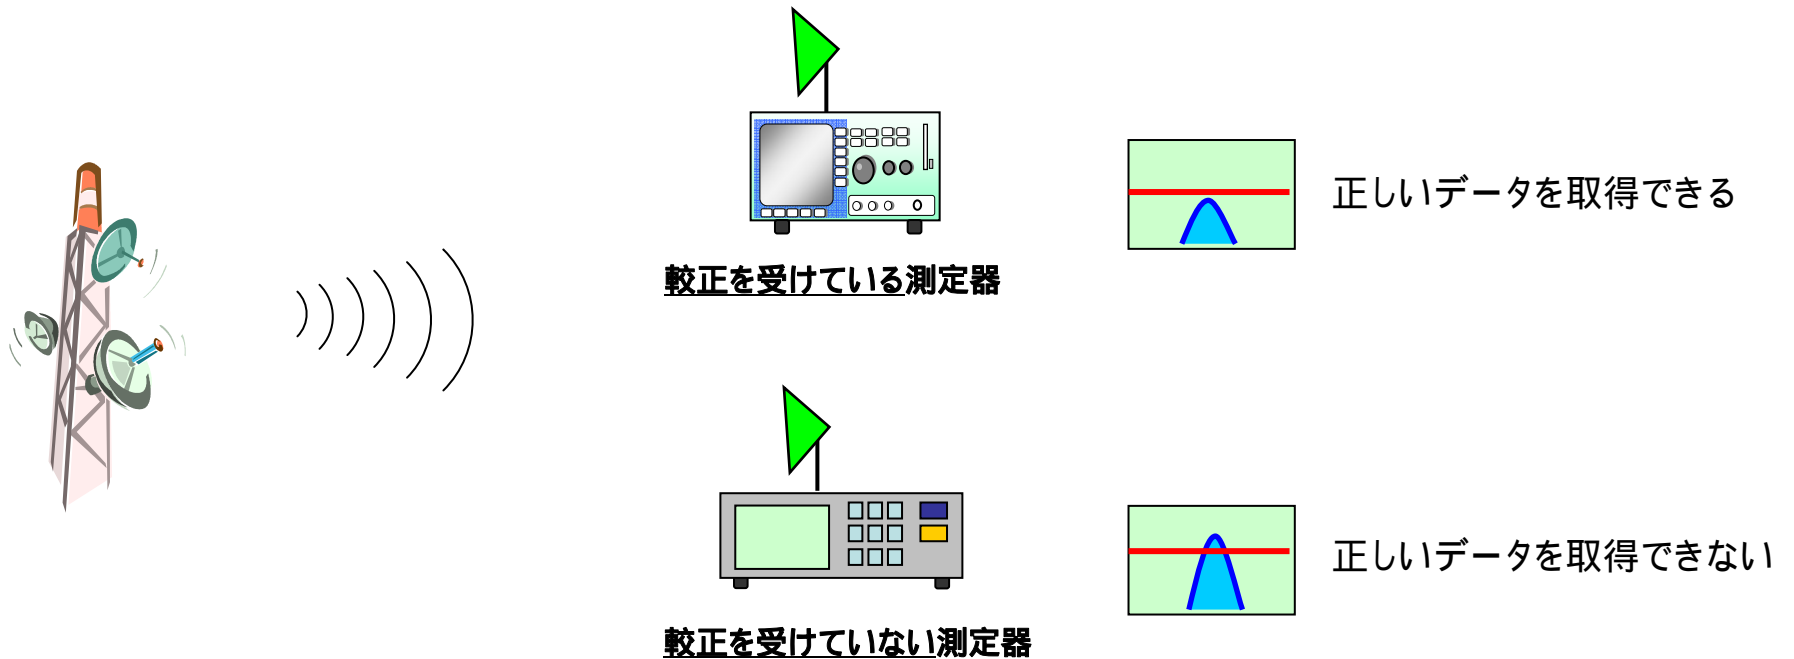 正しいデータを取得できる
較正を受けている測定器
正しいデータを取得できない
較正を受けていない測定器